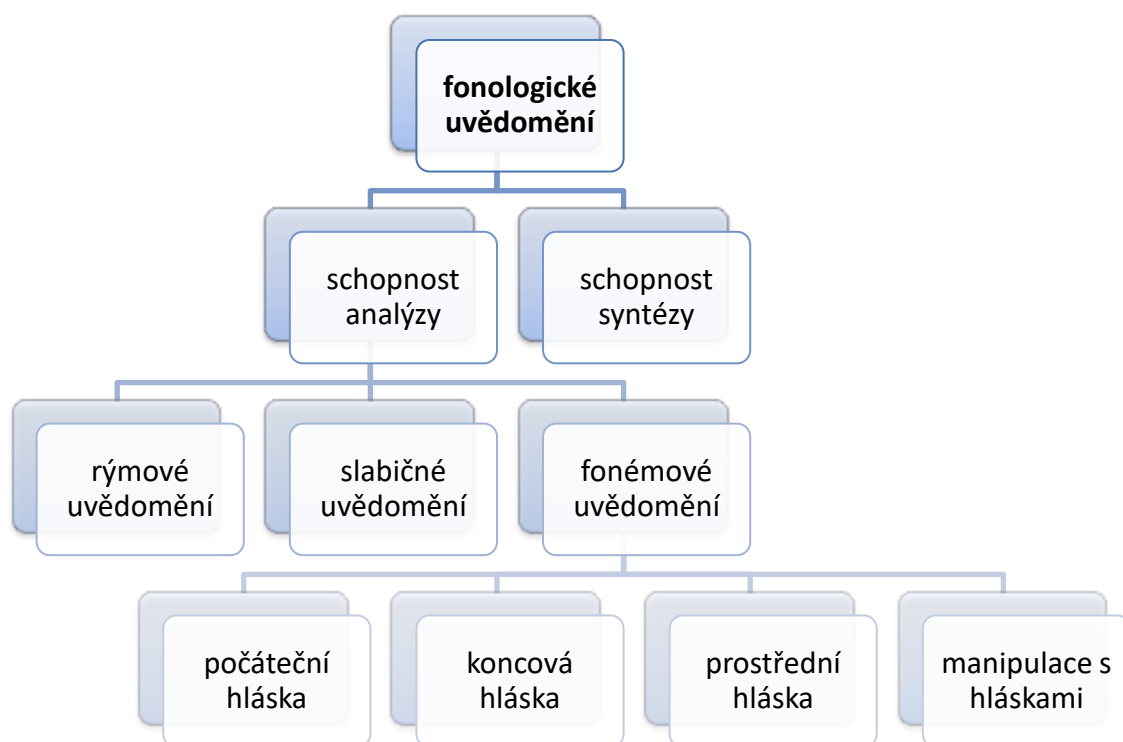 fonologické
uvědomění
schopnost
analýzy
schopnost
syntézy
rýmové
uvědomění
slabičné
uvědomění
fonémové
uvědomění
počáteční
hláska
koncová
hláska
prostřední
hláska
manipulace s
hláskami